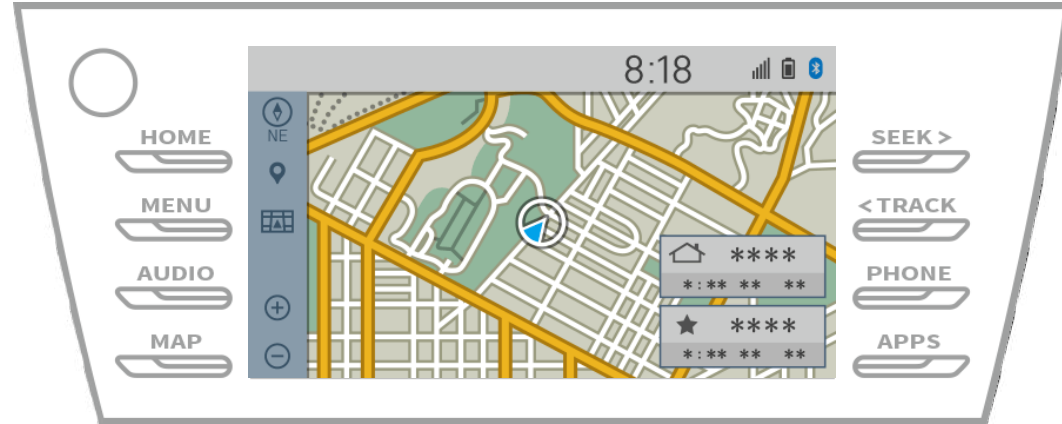 8:18
NE
HOME
MENU
AUDIO
MAP
SEEK >
< TRACK
PHONE
APPS
****
*:** ** **
****
*:** ** **